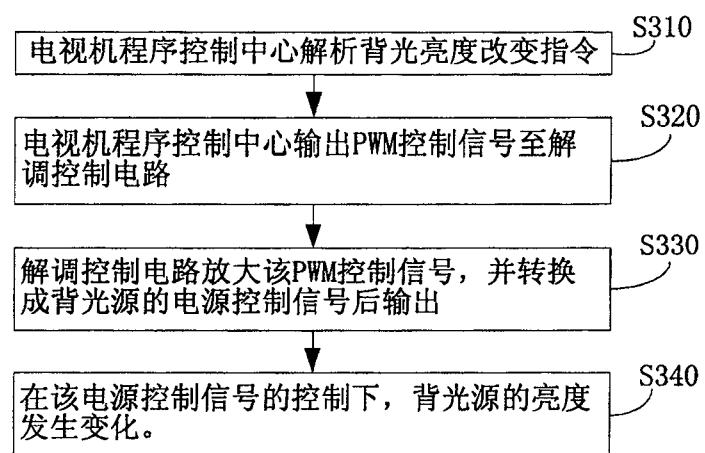 S310
电视机程序控制中心解析背光亮度改变指令
S320
电视机程序控制中心输出PWM控制信号至解
调控制电路
S330
解调控制电路放大该PWM控制信号，并转换
成背光源的电源控制信号后输出
S340
在该电源控制信号的控制下，背光源的亮度
发生变化。